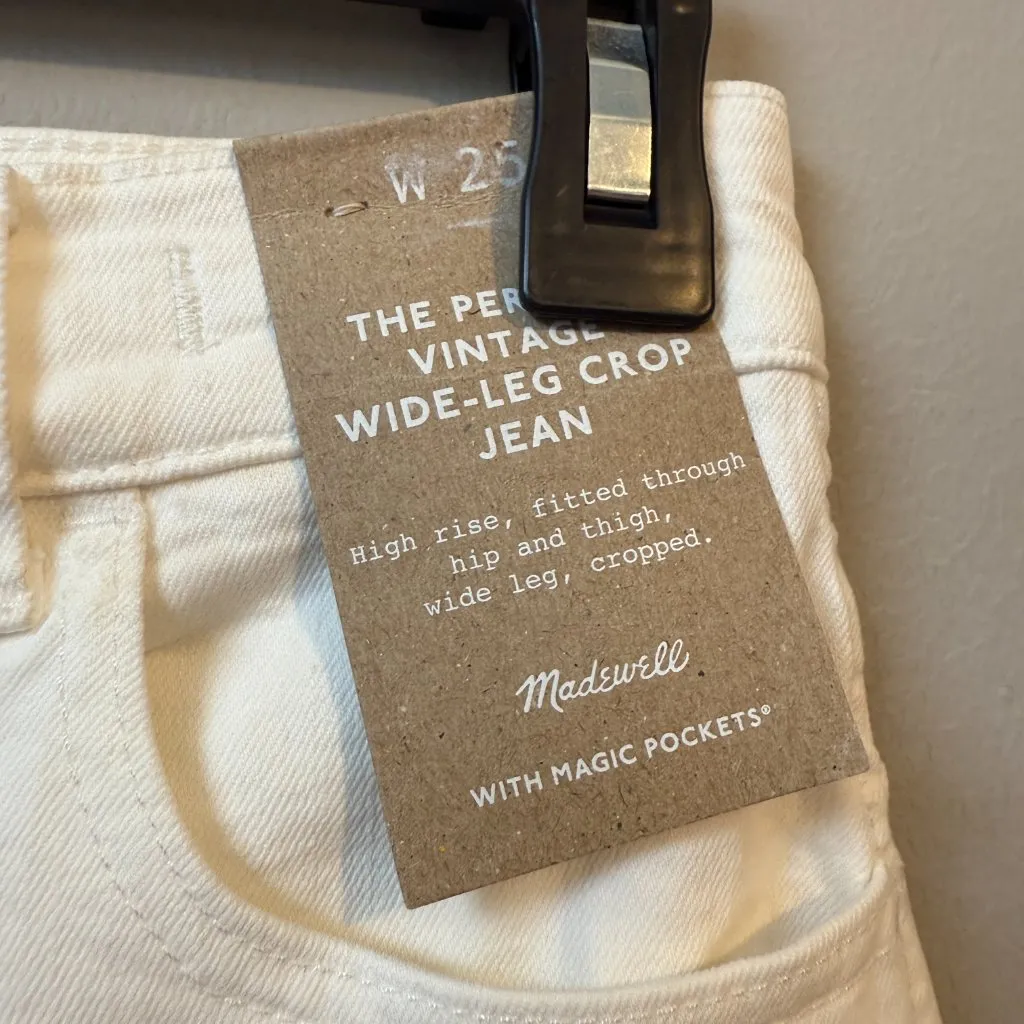 W 25
THE PER
VINTAGE
WIDE-LEG CROP
JEAN
High rise, fitted through
hip and thigh,
wide leg, cropped.
Madewell
WITH MAGIC POCKETS®